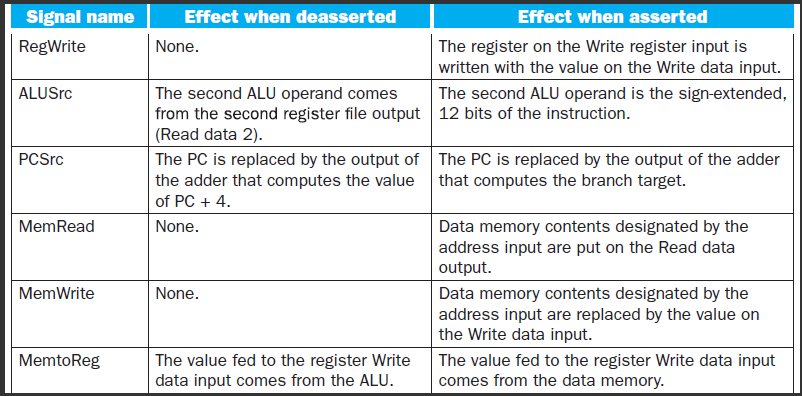 Signal name Effect when deasserted Effect when asserted
RegWrite None. The register on the Write register input is
written with the value on the Write data input.
ALUSrc The second ALU operand comes The second ALU operand is the sign-extended,
from the second register file output 12 bits of the instruction.
(Read data 2).
PCSrc The PC is replaced by the output of The PC is replaced by the output of the adder
the adder that computes the value that computes the branch target.
of PC + 4.
MemRead None. Data memory contents designated by the
address input are put on the Read data
output.
MemWrite None. Data memory contents designated by the
address input are replaced by the value on
the Write data input.
MemtoReg The value fed to the register Write The value fed to the register Write data input
data input comes from the ALU. comes from the data memory.